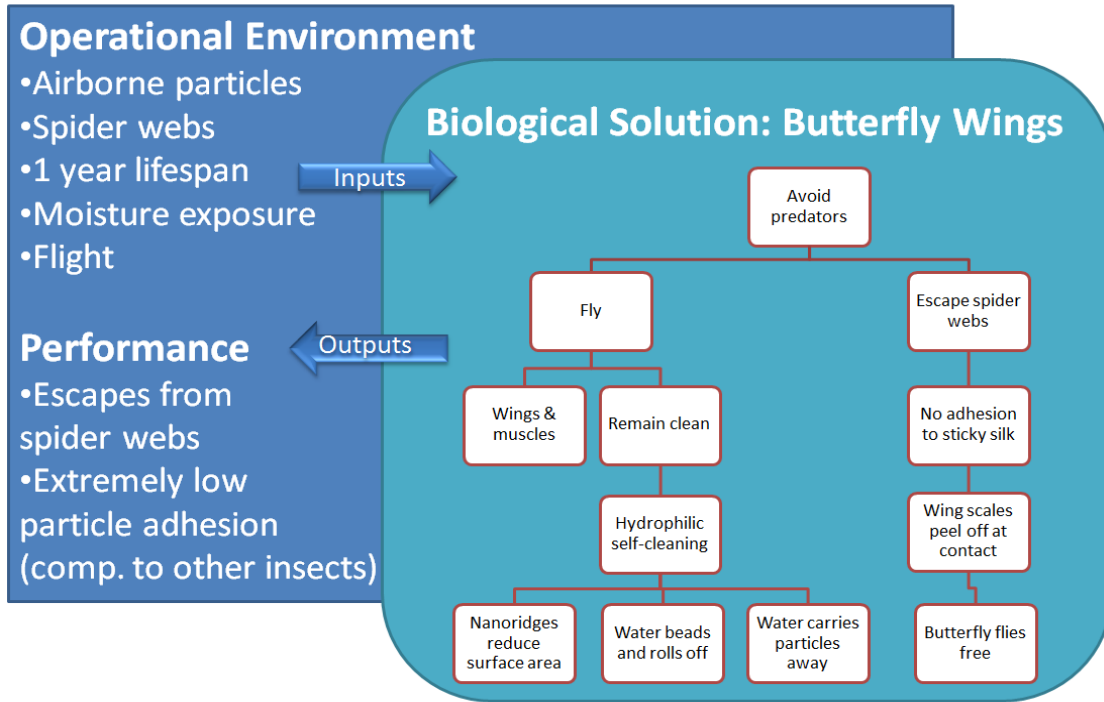 Operational Environment
•Airborne particles
•Spider webs
•1 year lifespan
•Moisture exposure
•Flight
Inputs
Performance
•Escapes from
spider webs
•Extremely low
particle adhesion
(comp. to other insects)
Outputs
Biological Solution: Butterfly Wings
Avoid
predators
Fly
Escape spider
webs
Wings &
muscles
Remain clean
No adhesion
to sticky silk
Hydrophilic
self-cleaning
Wing scales
peel off at
contact
Nanoridges
reduce
surface area
Water beads
and rolls off
Water carries
particles
away
Butterfly flies
free